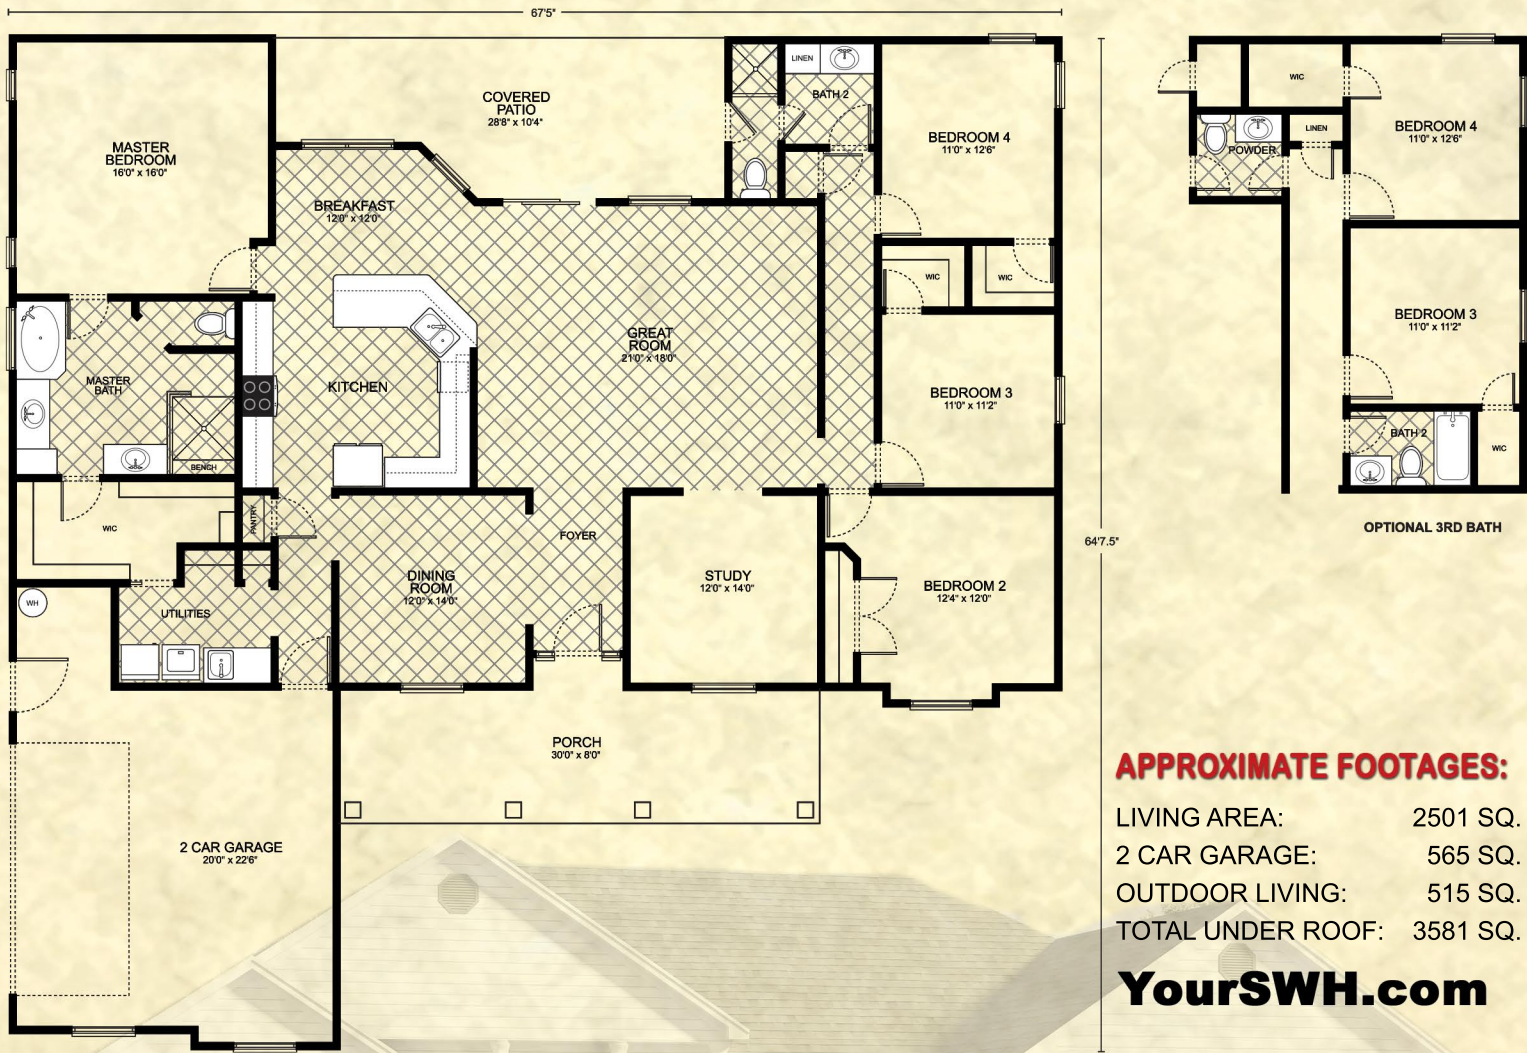 67'5"
MASTER
BEDROOM
16'0" x 16'0"
COVERED
PATIO
28'8" x 10'4"
LINEN
BATH 2
BEDROOM 4
11'0" x 12'6"
BREAKFAST
12'0" x 12'0"
WIC
WIC
GREAT
ROOM
21'0" x 18'0"
KITCHEN
MASTER
BATH
BENCH
BEDROOM 3
11'0" x 11'2"
WIC
PANTRY
FOYER
DINING
ROOM
12'0" x 14'0"
STUDY
12'0" x 14'0"
BEDROOM 2
12'4" x 12'0"
WH
UTILITIES
PORCH
30'0" x 8'0"
2 CAR GARAGE
20'0" x 22'6"
64'7.5"
WIC
BEDROOM 4
11'0" x 12'6"
LINEN
POWDER
BEDROOM 3
11'0" x 11'2"
BATH 2
WIC
OPTIONAL 3RD BATH
APPROXIMATE FOOTAGES:
LIVING AREA: 2501 SQ.
2 CAR GARAGE: 565 SQ.
OUTDOOR LIVING: 515 SQ.
TOTAL UNDER ROOF: 3581 SQ.
YourSWH.com